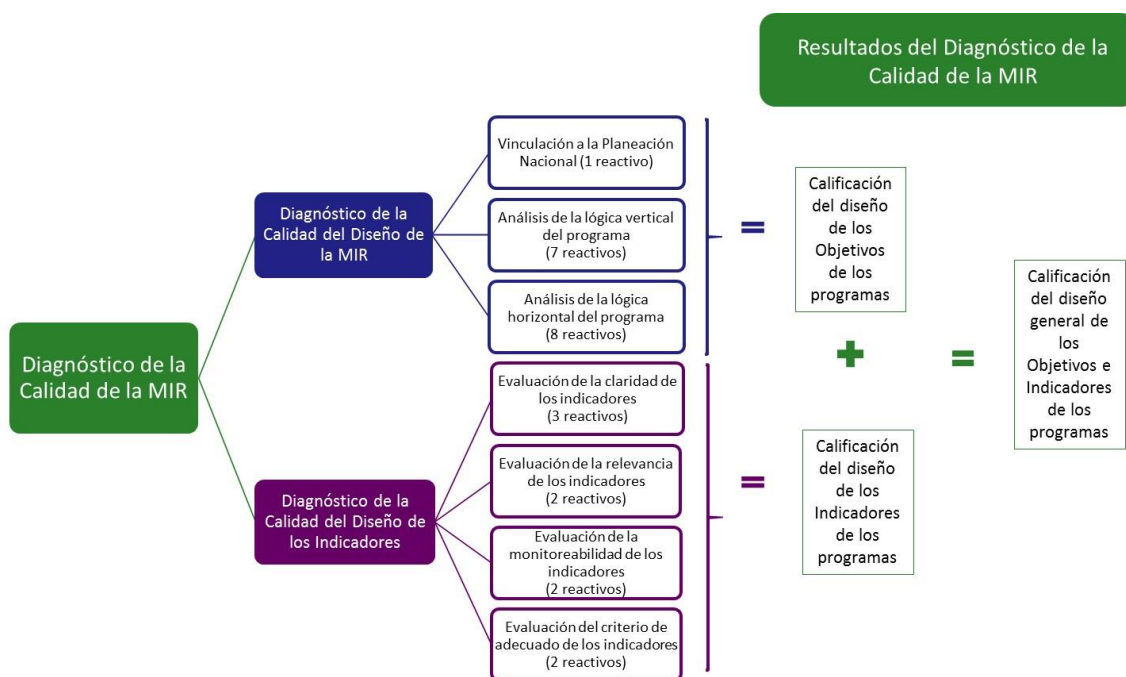 Resultados del Diagnóstico de la
Calidad de la MIR
Diagnóstico de la
Calidad de la MIR
Diagnóstico de la
Calidad del Diseño de
la MIR
Vinculación a la Planeación
Nacional (1 reactivo)
Análisis de la lógica vertical
del programa
(7 reactivos)
Análisis de la lógica
horizontal del programa
(8 reactivos)
=
Calificación
del diseño
de los
Objetivos
de los
programas
Diagnóstico de la
Calidad del Diseño de
los Indicadores
Evaluación de la claridad de
los indicadores
(3 reactivos)
Evaluación de la relevancia
de los indicadores
(2 reactivos)
Evaluación de la
monitoreabilidad de los
indicadores
(2 reactivos)
Evaluación del criterio de
adecuado de los indicadores
(2 reactivos)
=
Calificación
del diseño
de los
Indicadores
de los
programas
+
=
Calificación
del diseño
general de
los
Objetivos e
Indicadores
de los
programas